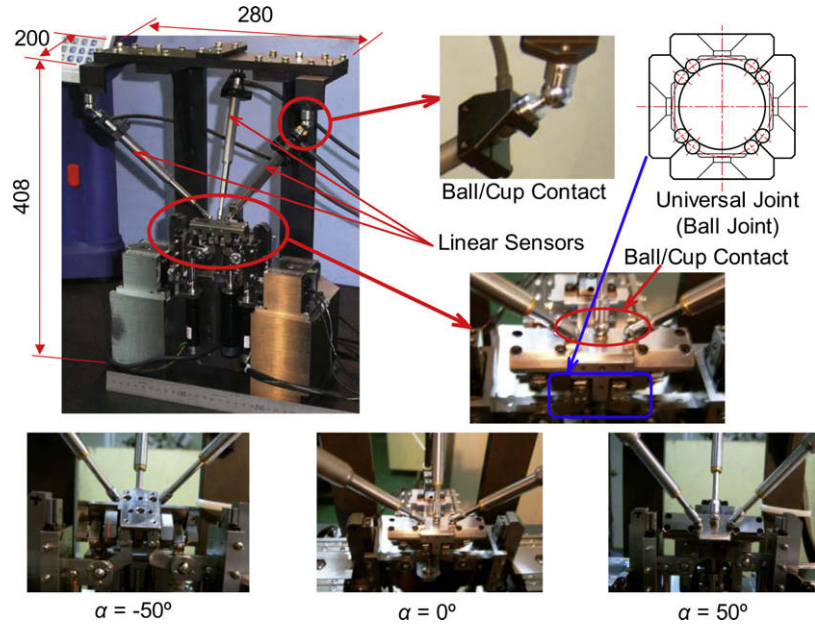 280
200
408
Ball/Cup Contact
Universal Joint
(Ball Joint)
Linear Sensors
Ball/Cup Contact
α = -50º
α = 0º
α = 50º